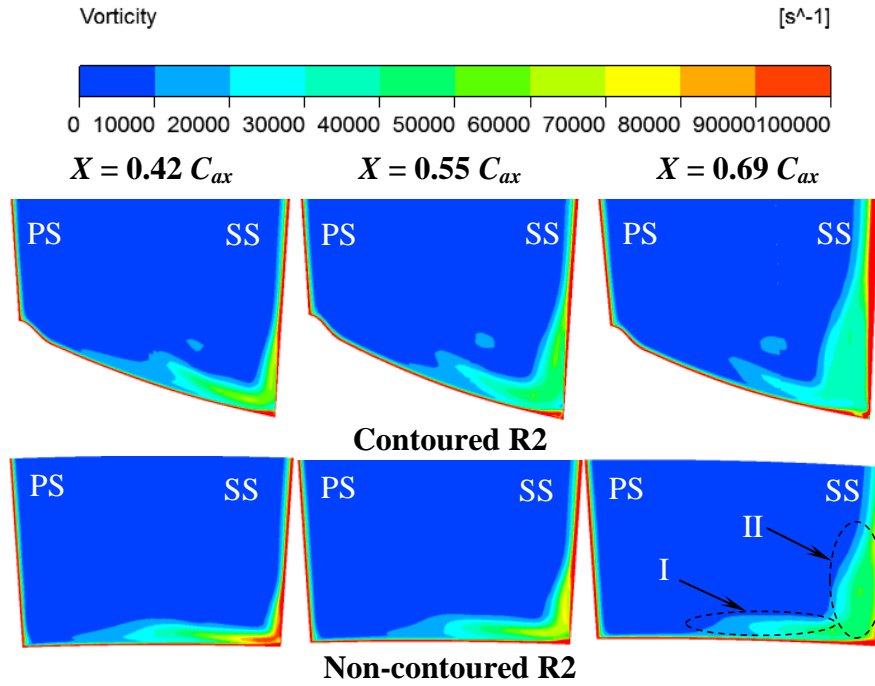 Vorticity [s^-1]
0 10000 20000 30000 40000 50000 60000 70000 80000 90000 100000
X = 0.42 Cax X = 0.55 Cax X = 0.69 Cax
PS SS PS SS PS SS
Contoured R2
PS SS PS SS PS SS
II
I
Non-contoured R2